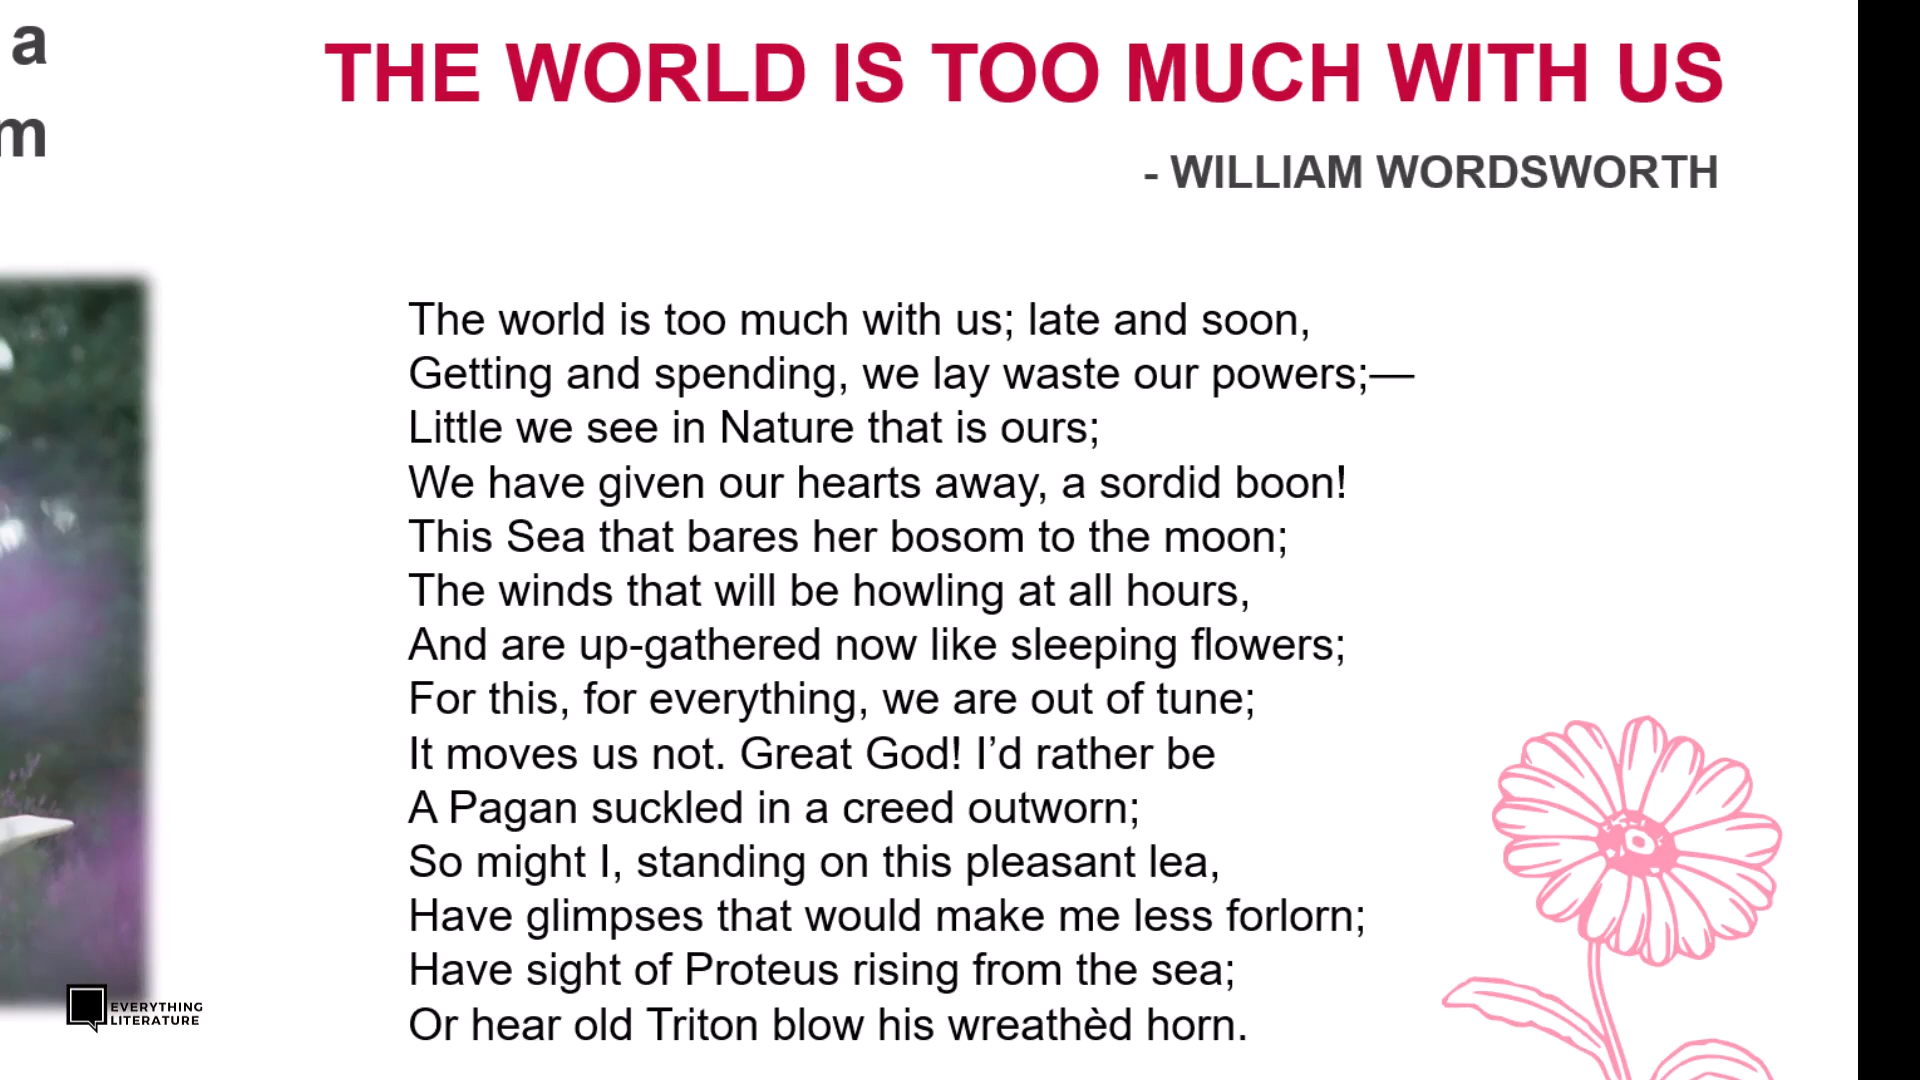 a
m
THE WORLD IS TOO MUCH WITH US
- WILLIAM WORDSWORTH
The world is too much with us; late and soon,
Getting and spending, we lay waste our powers;—
Little we see in Nature that is ours;
We have given our hearts away, a sordid boon!
This Sea that bares her bosom to the moon;
The winds that will be howling at all hours,
And are up-gathered now like sleeping flowers;
For this, for everything, we are out of tune;
It moves us not. Great God! I’d rather be
A Pagan suckled in a creed outworn;
So might I, standing on this pleasant lea,
Have glimpses that would make me less forlorn;
Have sight of Proteus rising from the sea;
Or hear old Triton blow his wreathèd horn.
EVERYTHING
LITERATURE